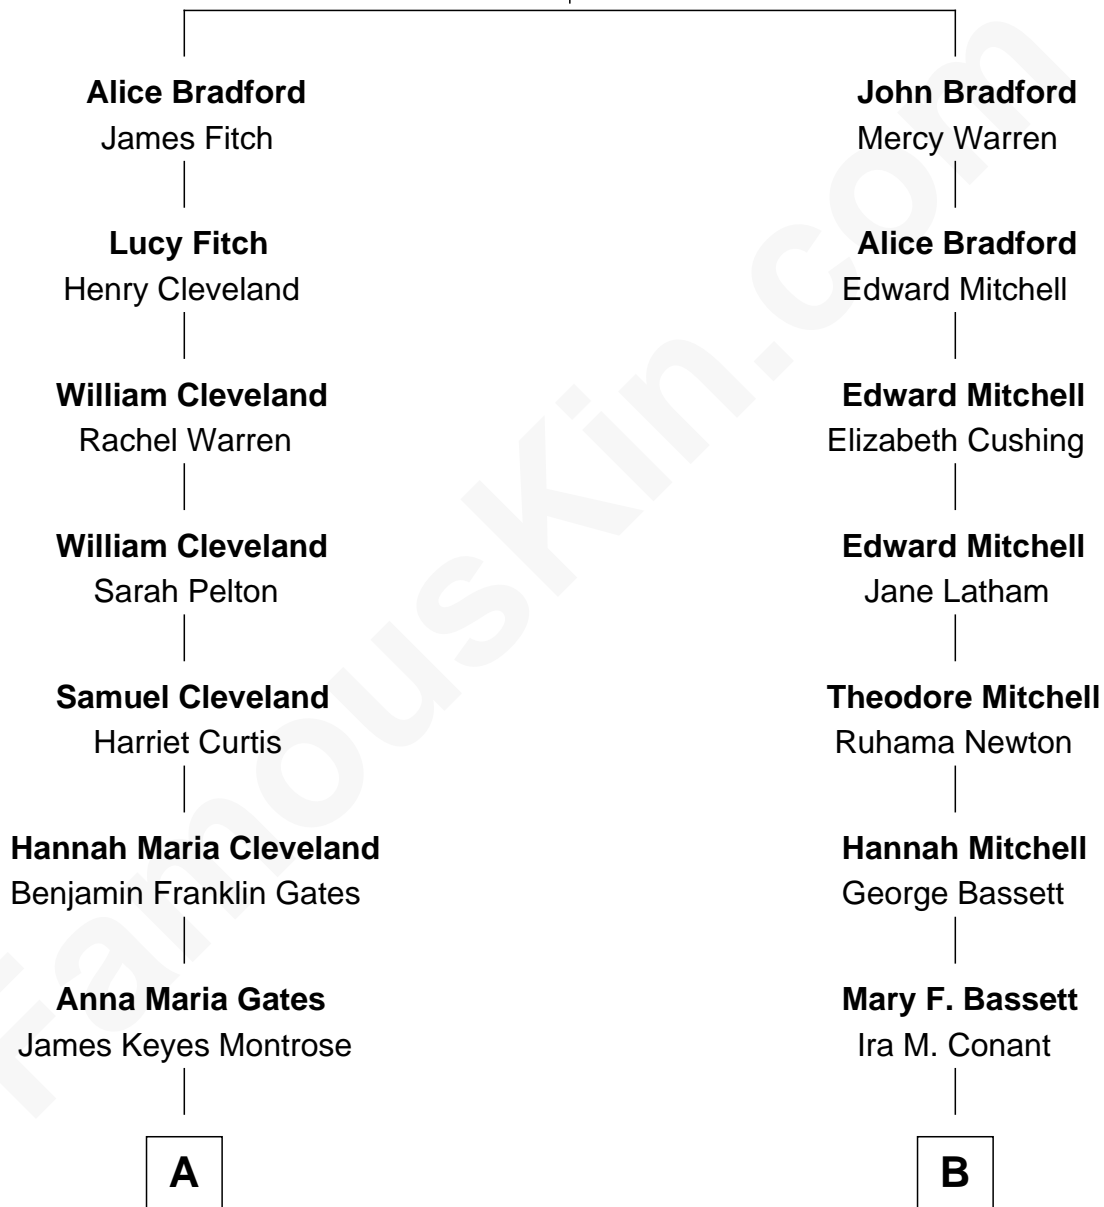 Alice Bradford
James Fitch
John Bradford
Mercy Warren
Lucy Fitch
Henry Cleveland
Alice Bradford
Edward Mitchell
William Cleveland
Rachel Warren
Edward Mitchell
Elizabeth Cushing
William Cleveland
Sarah Pelton
Edward Mitchell
Jane Latham
Samuel Cleveland
Harriet Curtis
Theodore Mitchell
Ruhama Newton
Hannah Maria Cleveland
Benjamin Franklin Gates
Hannah Mitchell
George Bassett
Anna Maria Gates
James Keyes Montrose
Mary F. Bassett
Ira M. Conant
A
B
FamousKin.com